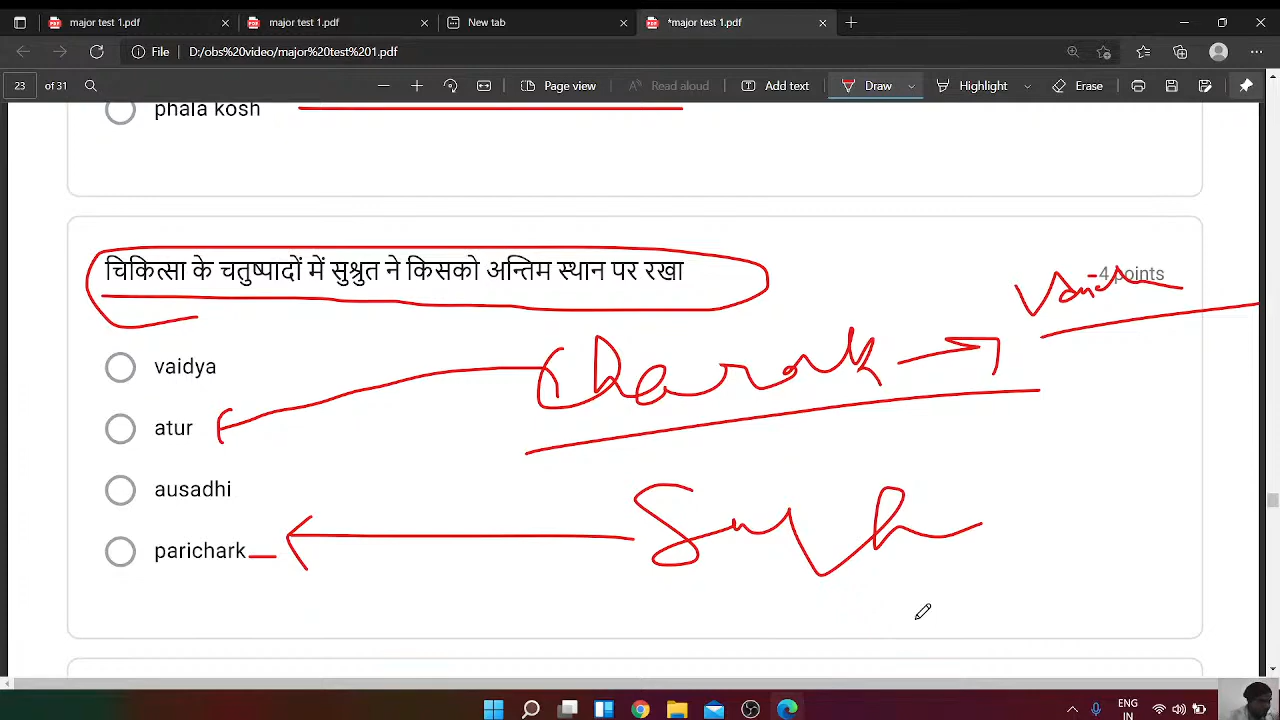 major test 1.pdf
major test 1.pdf
New tab
*major test 1.pdf
File D:/obs%20video/major%20test%201.pdf
23 of 31
Page view
Read aloud
Add text
Draw
Highlight
Erase
phala kosh
चिकित्सा के चतुष्पादों में सुश्रुत ने किसको अन्तिम स्थान पर रखा
-4 points
vaidya
Charak
atur
ausadhi
parichark
ENG
IN